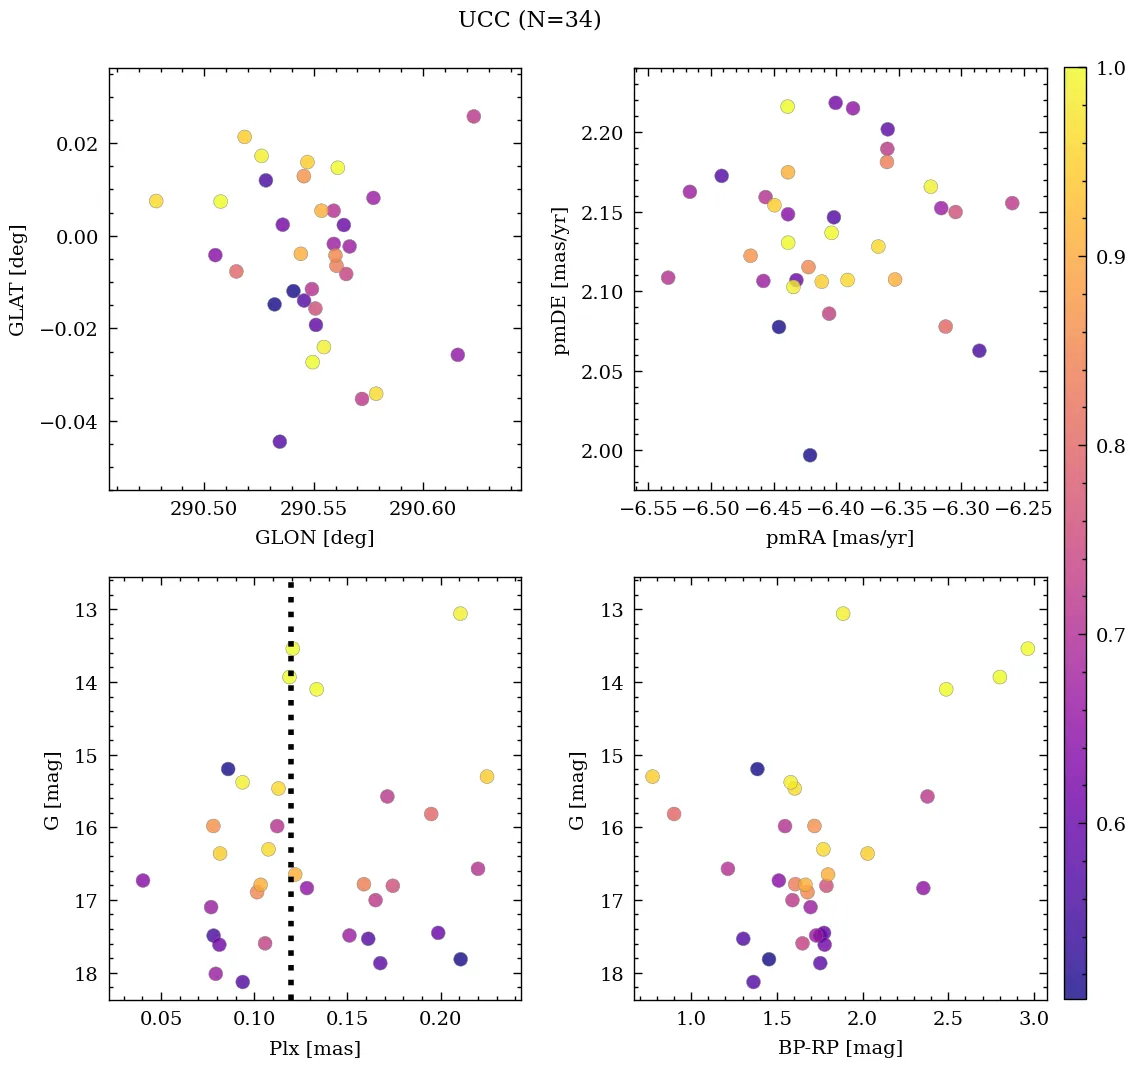 UCC (N=34)
0.02
0.00
−0.02
−0.04
GLAT [deg]
290.50 290.55 290.60
GLON [deg]
2.20
2.15
2.10
2.05
2.00
pmDE [mas/yr]
−6.55 −6.50 −6.45 −6.40 −6.35 −6.30 −6.25
pmRA [mas/yr]
1.0
0.9
0.8
0.7
0.6
13
14
15
16
17
18
G [mag]
0.05 0.10 0.15 0.20
Plx [mas]
13
14
15
16
17
18
G [mag]
1.0 1.5 2.0 2.5 3.0
BP-RP [mag]